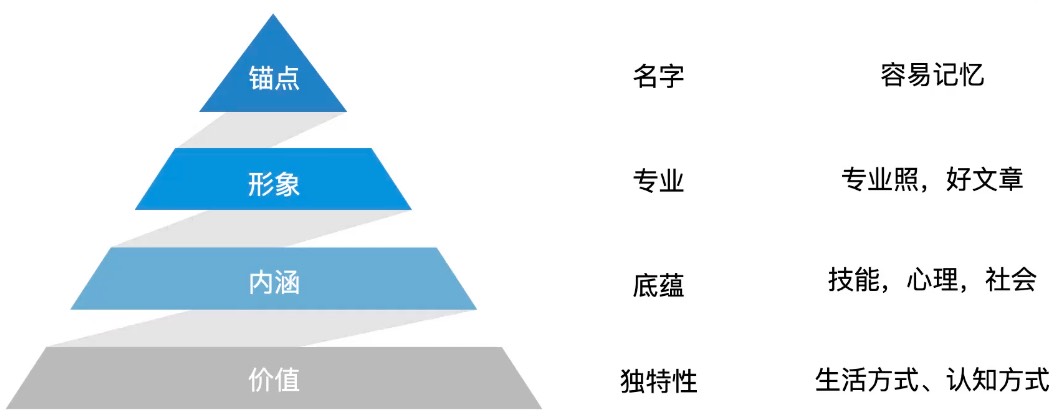 锚点 名字 容易记忆
形象 专业 专业照，好文章
内涵 底蕴 技能，心理，社会
价值 独特性 生活方式、认知方式